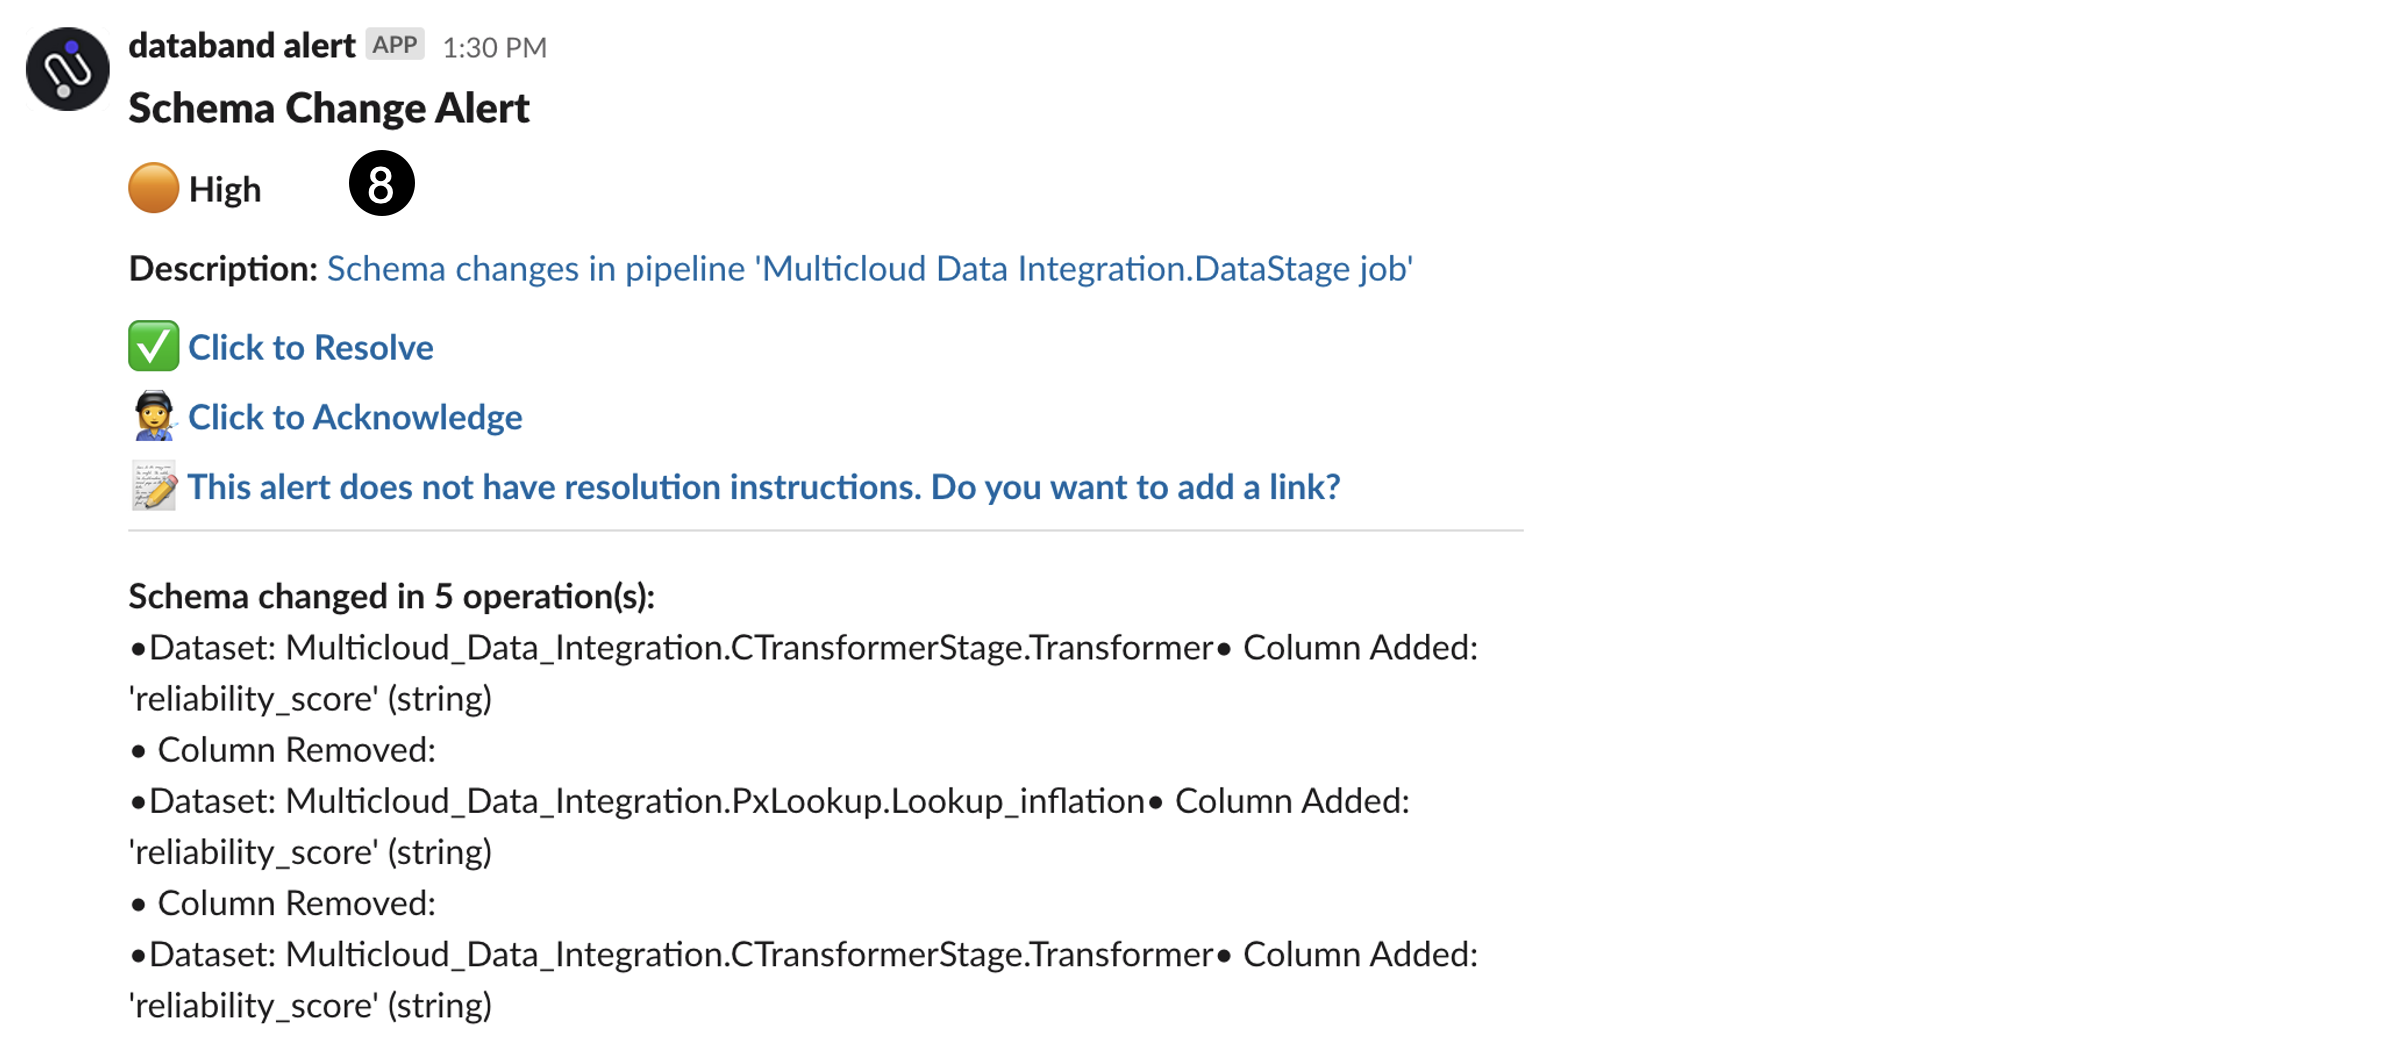 databand alert APP 1:30 PM
Schema Change Alert
High 8
Description: Schema changes in pipeline 'Multicloud Data Integration.DataStage job'
Click to Resolve
Click to Acknowledge
This alert does not have resolution instructions. Do you want to add a link?
Schema changed in 5 operation(s):
•Dataset: Multicloud_Data_Integration.CTransformerStage.Transformer• Column Added:
'reliability_score' (string)
• Column Removed:
•Dataset: Multicloud_Data_Integration.PxLookup.Lookup_inflation• Column Added:
'reliability_score' (string)
• Column Removed:
•Dataset: Multicloud_Data_Integration.CTransformerStage.Transformer• Column Added:
'reliability_score' (string)